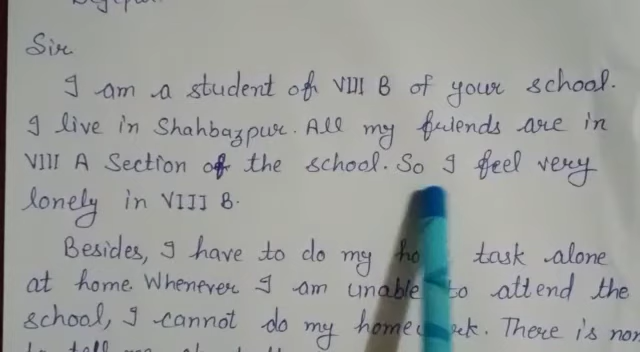 Sir
I am a student of VIII B of your school.
I live in Shahbazpur. All my friends are in
VIII A Section of the school. So I feel very
lonely in VIII B.
Besides, I have to do my task alone
at home. Whenever I am unable to attend the
school, I cannot do my homework. There is